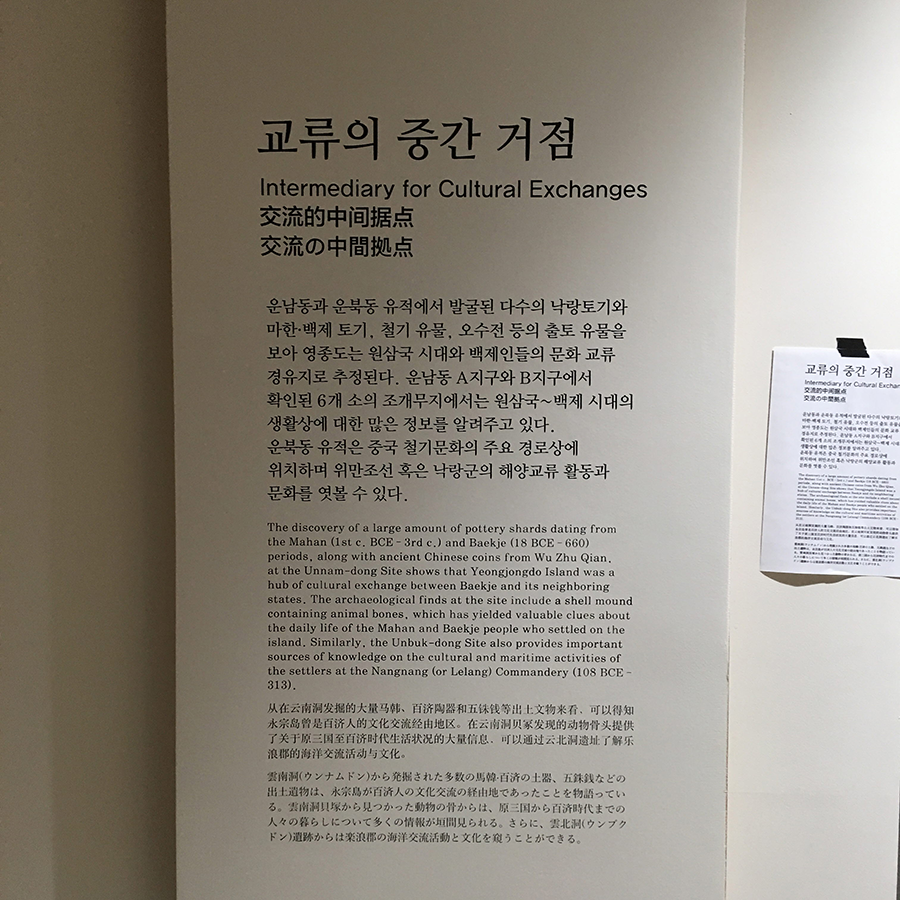 교류의 중간 거점
Intermediary for Cultural Exchanges
交流的中间据点
交流の中間拠点
운남동과 운북동 유적에서 발굴된 다수의 낙랑토기와
마한·백제 토기, 철기 유물, 오수전 등의 출토 유물을
보아 영종도는 원삼국 시대와 백제인들의 문화 교류
경유지로 추정된다. 운남동 A지구와 B지구에서
확인된 6개 소의 조개무지에서는 원삼국~백제 시대의
생활상에 대한 많은 정보를 알려주고 있다.
운북동 유적은 중국 철기문화의 주요 경로상에
위치하며 위만조선 혹은 낙랑군의 해양교류 활동과
문화를 엿볼 수 있다.
The discovery of a large amount of pottery shards dating from
the Mahan (1st c. BCE - 3rd c.) and Baekje (18 BCE - 660)
periods, along with ancient Chinese coins from Wu Zhu Qian,
at the Unnam-dong Site shows that Yeongjongdo Island was a
hub of cultural exchange between Baekje and its neighboring
states. The archaeological finds at the site include a shell mound
containing animal bones, which has yielded valuable clues about
the daily life of the Mahan and Baekje people who settled on the
island. Similarly, the Unbuk-dong Site also provides important
sources of knowledge on the cultural and maritime activities of
the settlers at the Nangnang (or Lelang) Commandery (108 BCE -
313).
从在云南洞发掘的大量马韩、百济陶器和五铢钱等出土文物来看，可以得知
永宗岛曾是百济人的文化交流经由地区。在云南洞贝冢发现的动物骨头提供
了关于原三国至百济时代生活状况的大量信息，可以通过云北洞遗址了解乐
浪郡的海洋交流活动与文化。
雲南洞(ウンナムドン)から発掘された多数の馬韓·百済の土器、五銖銭などの
出土遺物は、永宗島が百済人の文化交流の経由地であったことを物語ってい
る。雲南洞貝塚から見つかった動物の骨からは、原三国から百済時代までの
人々の暮らしについて多くの情報が垣間見られる。さらに、雲北洞(ウンブク
ドン)遺跡からは楽浪郡の海洋交流活動と文化を窺うことができる。
교류의 중간 거점
Intermediary for Cultural Exchan
交流的中间据点
交流の中間拠点